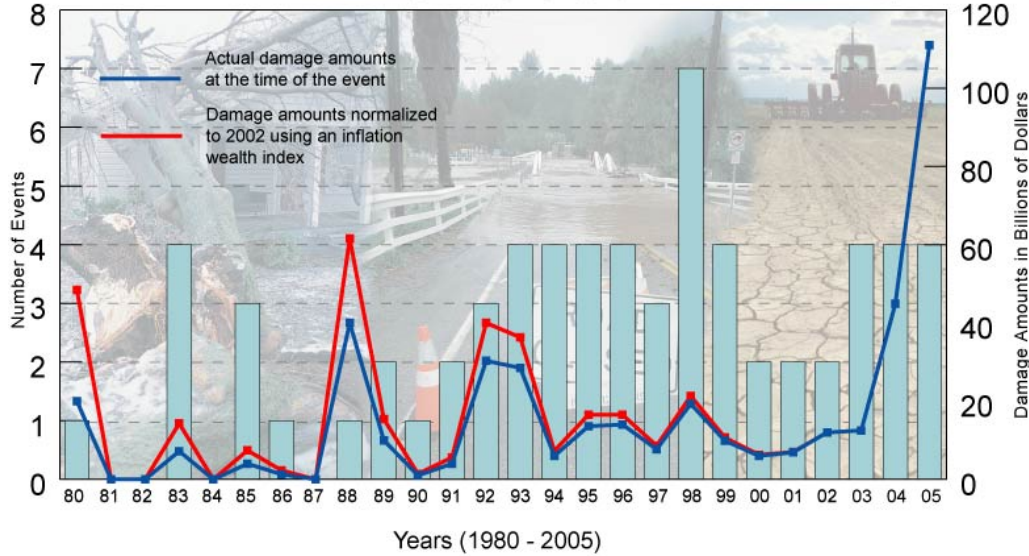 8
7
6
5
4
3
2
1
0
Number of Events
Actual damage amounts
at the time of the event
Damage amounts normalized
to 2002 using an inflation
wealth index
120
100
80
60
40
20
0
Damage Amounts in Billions of Dollars
80 81 82 83 84 85 86 87 88 89 90 91 92 93 94 95 96 97 98 99 00 01 02 03 04 05
Years (1980 - 2005)